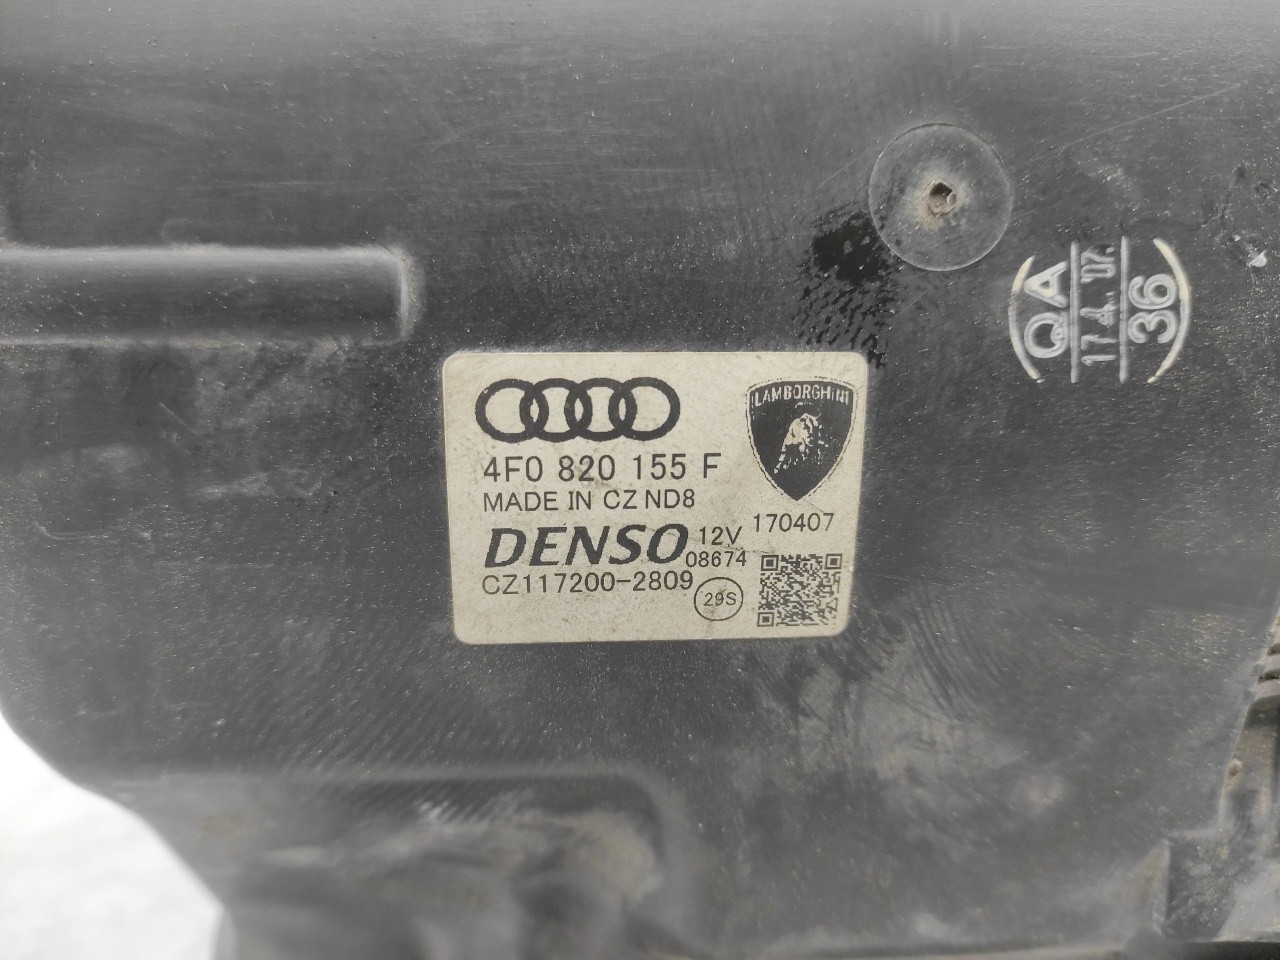 LAMBORGHINI
4F0 820 155 F
MADE IN CZ ND8
DENSO 12V 170407
08674
CZ117200-2809 29S
QA
17.4.'07.
36